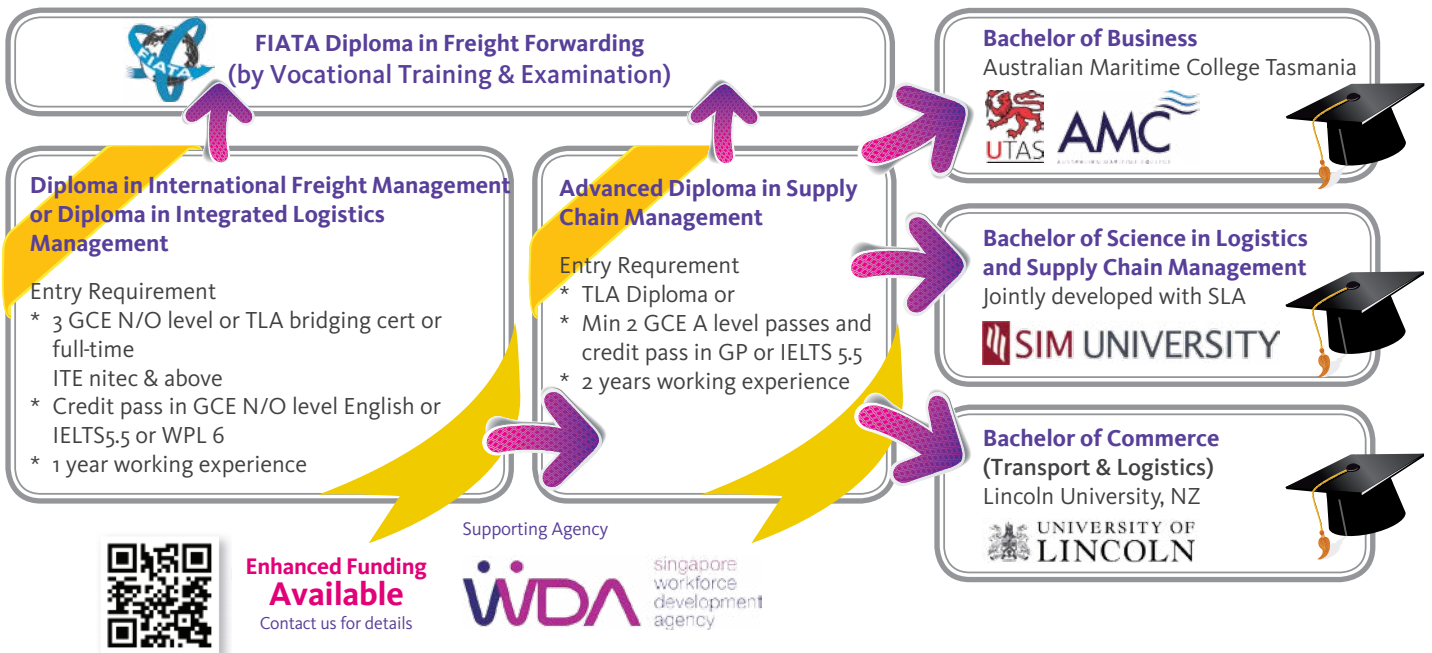 FIATA
FIATA Diploma in Freight Forwarding
(by Vocational Training & Examination)
Diploma in International Freight Management
or Diploma in Integrated Logistics
Management
Entry Requirement
* 3 GCE N/O level or TLA bridging cert or
full-time
ITE nitec & above
* Credit pass in GCE N/O level English or
IELTS5.5 or WPL 6
* 1 year working experience
Advanced Diploma in Supply
Chain Management
Entry Requrement
* TLA Diploma or
* Min 2 GCE A level passes and
credit pass in GP or IELTS 5.5
* 2 years working experience
Bachelor of Business
Australian Maritime College Tasmania
UTAS
AMC
AUSTRALIAN MARITIME COLLEGE
Bachelor of Science in Logistics
and Supply Chain Management
Jointly developed with SLA
SIM UNIVERSITY
Bachelor of Commerce
(Transport & Logistics)
Lincoln University, NZ
UNIVERSITY OF
LINCOLN
Enhanced Funding
Available
Contact us for details
Supporting Agency
WDA
singapore
workforce
development
agency